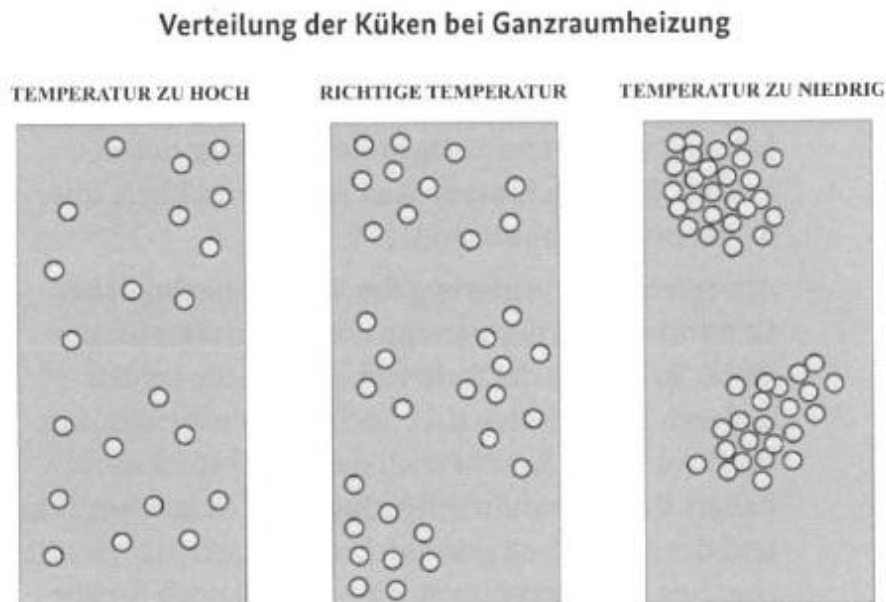 Verteilung der Küken bei Ganzraumheizung
TEMPERATUR ZU HOCH
RICHTIGE TEMPERATUR
TEMPERATUR ZU NIEDRIG